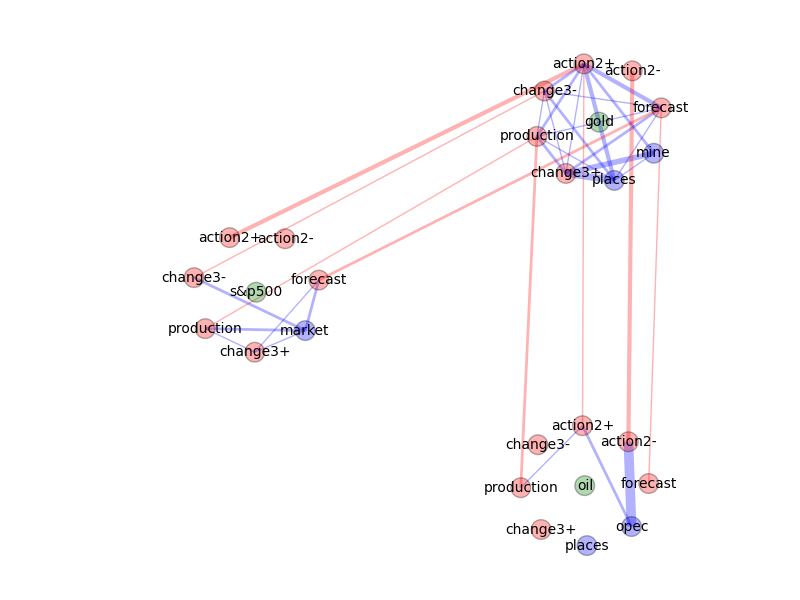 action2+
action2-
change3-
forecast
gold
production
mine
change3+
places
action2+
action2-
change3-
s&p500
forecast
production
market
change3+
action2+
change3-
action2-
production
oil
forecast
change3+
opec
places